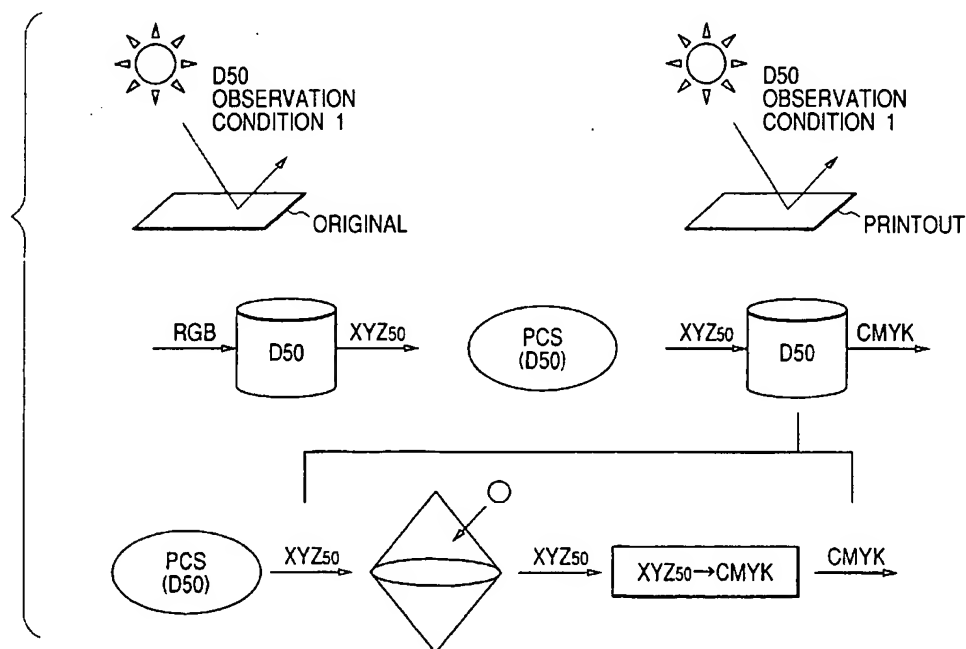 D50
OBSERVATION
CONDITION 1
D50
OBSERVATION
CONDITION 1
ORIGINAL
PRINTOUT
RGB
D50
XYZ50
PCS
(D50)
XYZ50
D50
CMYK
PCS
(D50)
XYZ50
XYZ50
XYZ50→CMYK
CMYK